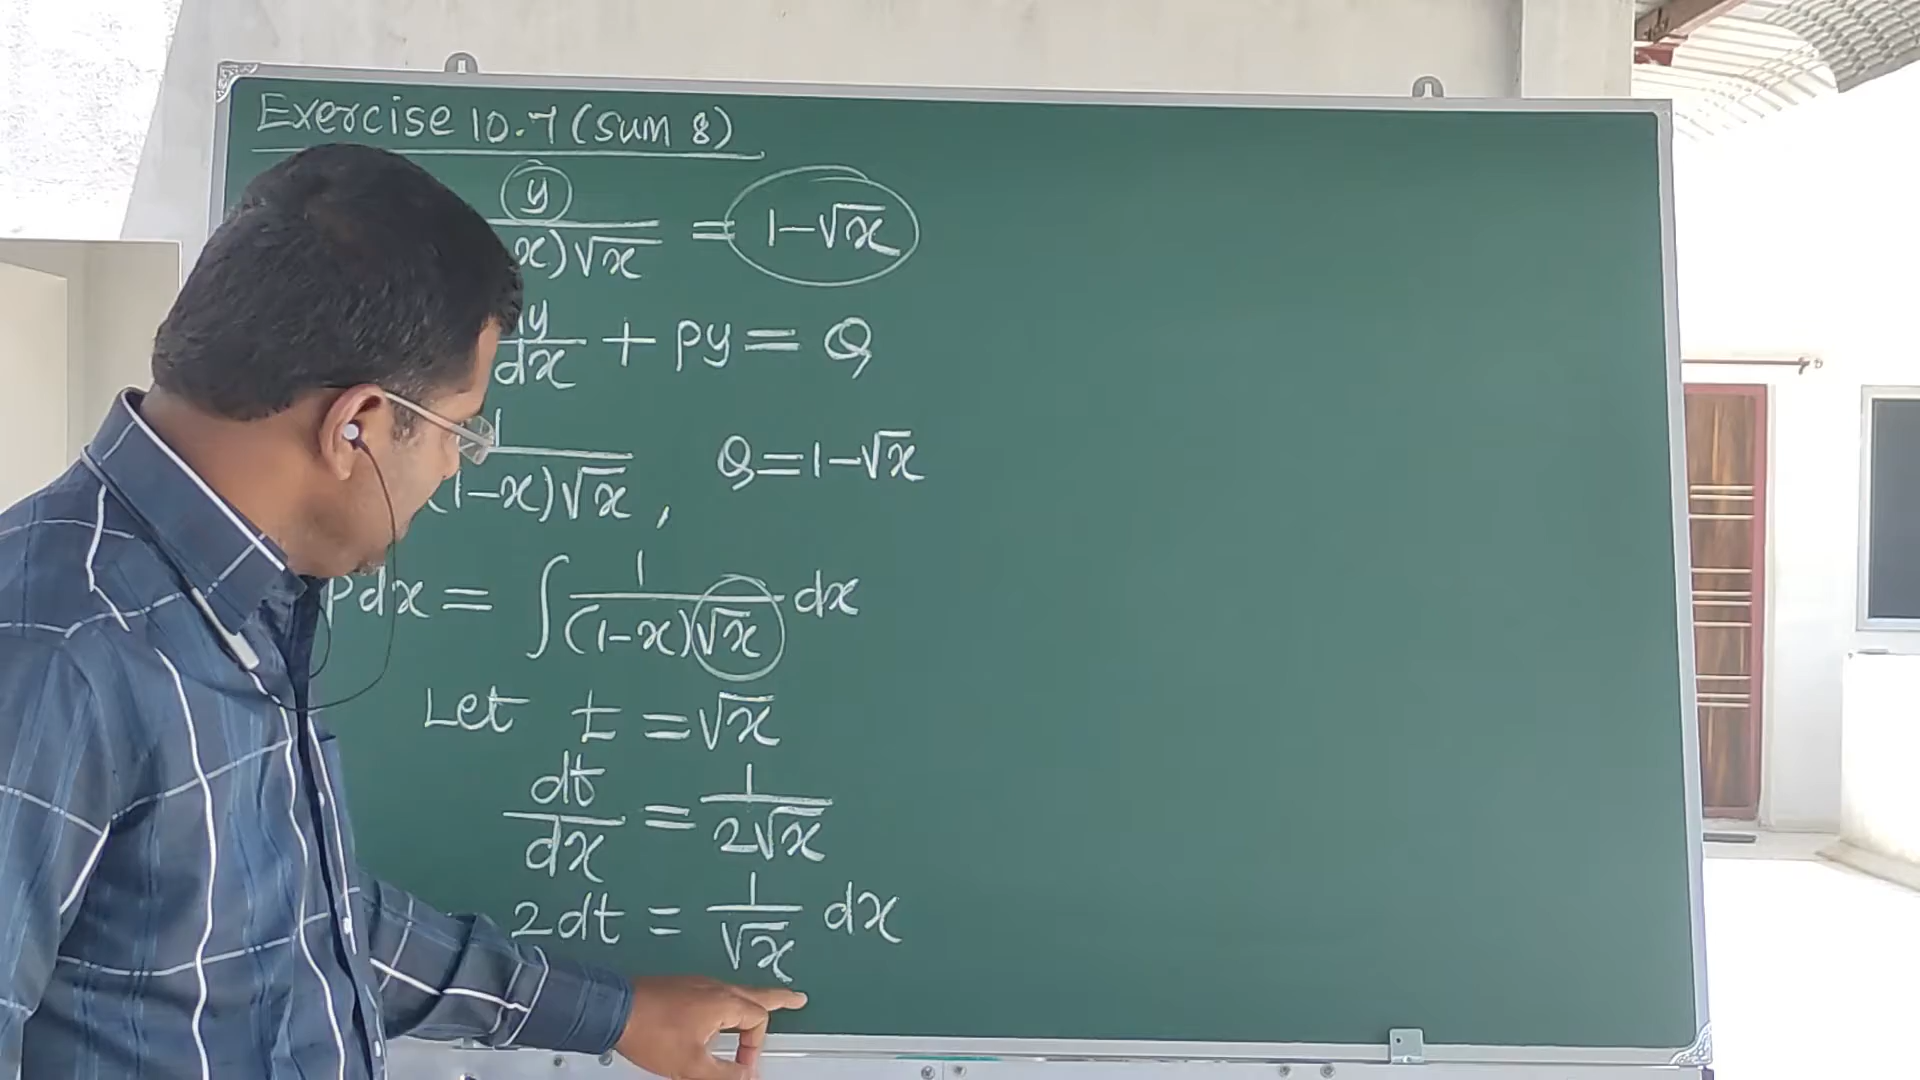 Exercise 10.7 (Sum 8)
y / x)√x = 1-√x
y/dx + Py = Q
1/(1-x)√x , Q=1-√x
Pdx = ∫ 1/(1-x)√x dx
Let t = √x
dt/dx = 1/2√x
2dt = 1/√x dx